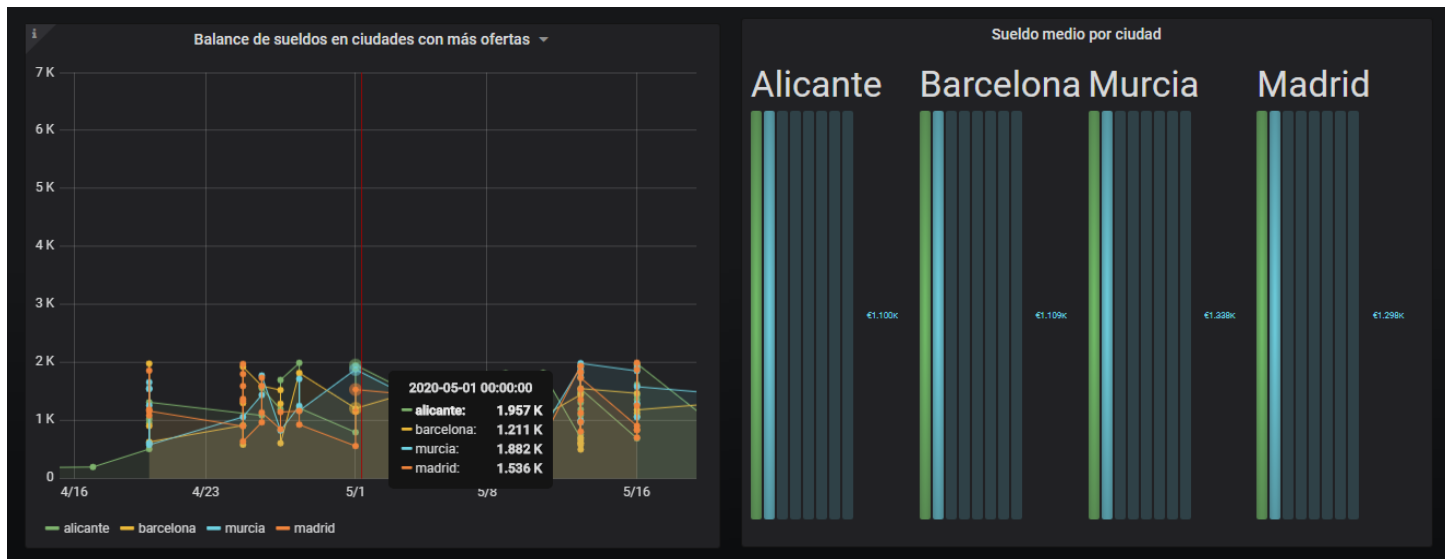 i
Balance de sueldos en ciudades con más ofertas
7 K
6 K
5 K
4 K
3 K
2 K
1 K
0
4/16 4/23 5/1 5/8 5/16
2020-05-01 00:00:00
alicante: 1.957 K
barcelona: 1.211 K
murcia: 1.882 K
madrid: 1.536 K
alicante barcelona murcia madrid
Sueldo medio por ciudad
Alicante Barcelona Murcia Madrid
€1.100K €1.109K €1.338K €1.298K